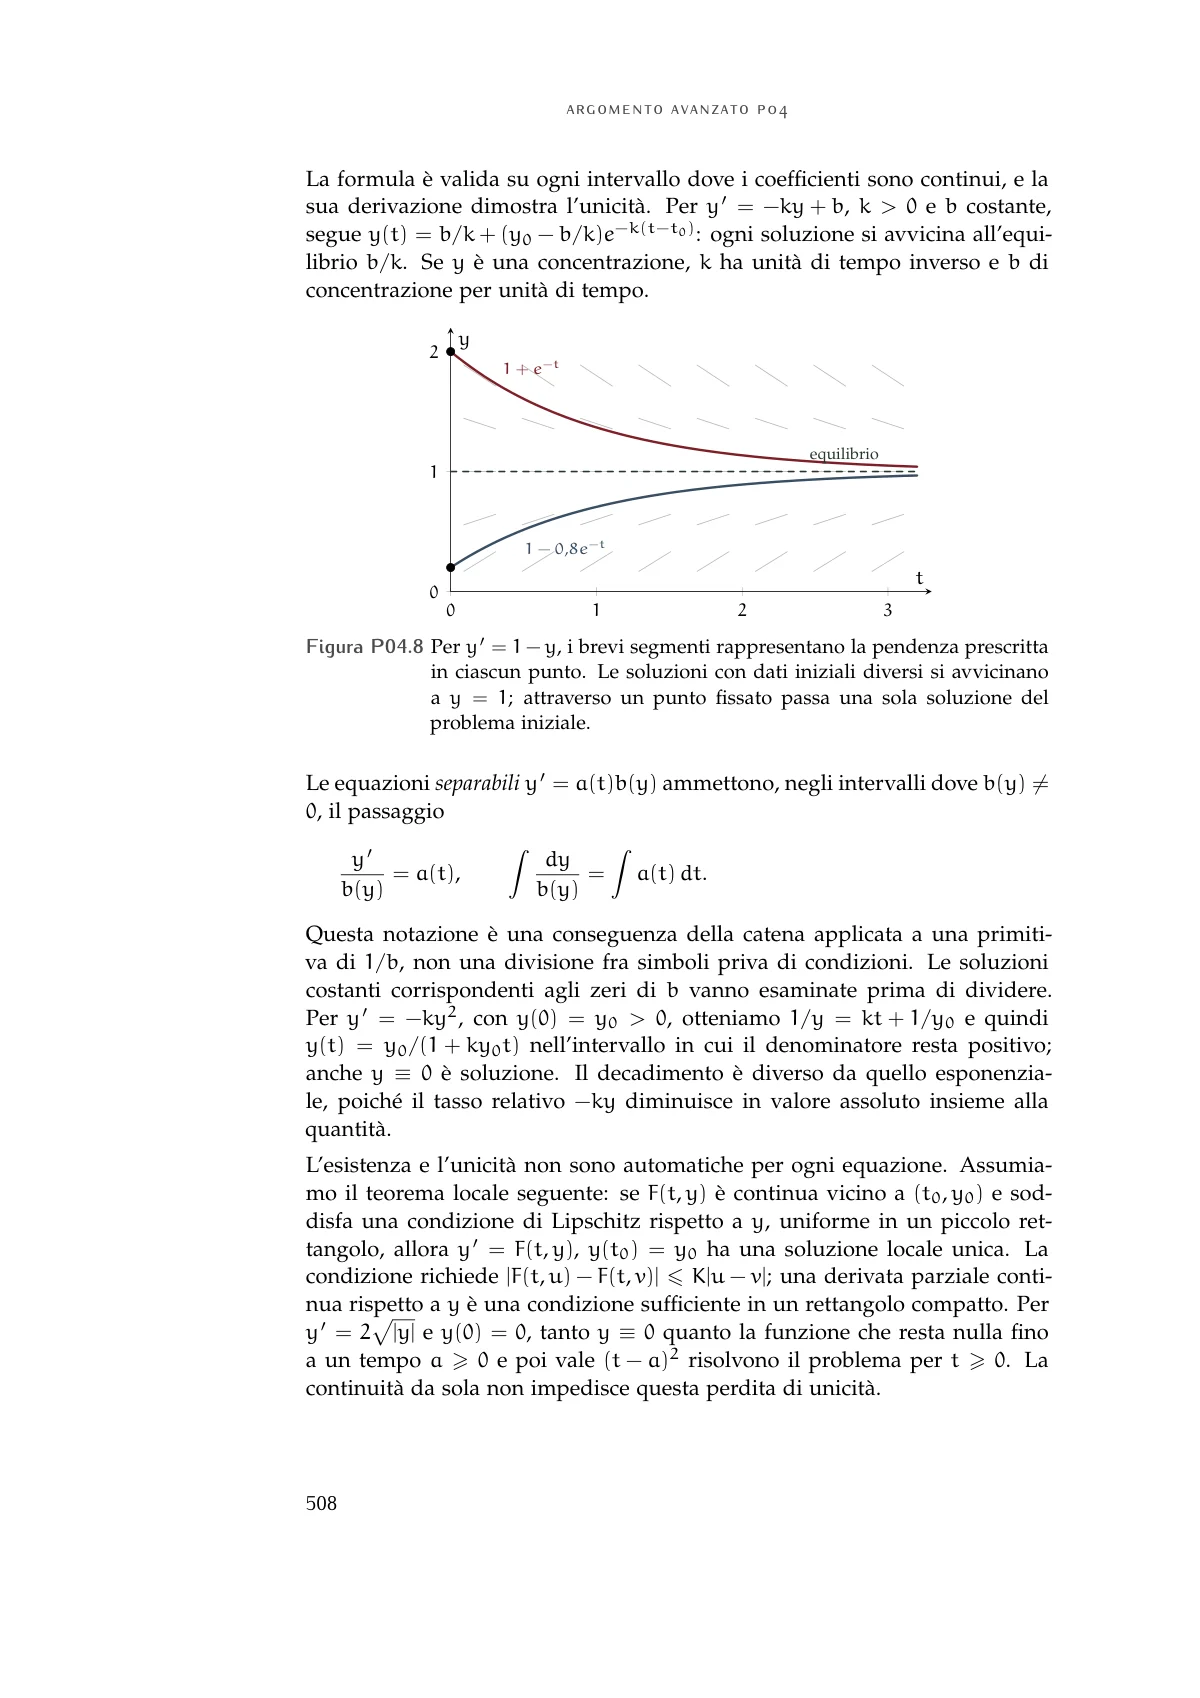 ARGOMENTO AVANZATO P04
La formula è valida su ogni intervallo dove i coefficienti sono continui, e la
sua derivazione dimostra l'unicità. Per y′ = −ky + b, k > 0 e b costante,
segue y(t) = b/k + (y₀ − b/k)e^{−k(t−t₀)}: ogni soluzione si avvicina all'equi-
librio b/k. Se y è una concentrazione, k ha unità di tempo inverso e b di
concentrazione per unità di tempo.
y
2
1 + e^{−t}
equilibrio
1
1 − 0,8e^{−t}
t
0
0 1 2 3
Figura P04.8 Per y′ = 1 − y, i brevi segmenti rappresentano la pendenza prescritta
in ciascun punto. Le soluzioni con dati iniziali diversi si avvicinano
a y = 1; attraverso un punto fissato passa una sola soluzione del
problema iniziale.
Le equazioni separabili y′ = a(t)b(y) ammettono, negli intervalli dove b(y) ≠
0, il passaggio
y′/b(y) = a(t), ∫ dy/b(y) = ∫ a(t) dt.
Questa notazione è una conseguenza della catena applicata a una primiti-
va di 1/b, non una divisione fra simboli priva di condizioni. Le soluzioni
costanti corrispondenti agli zeri di b vanno esaminate prima di dividere.
Per y′ = −ky², con y(0) = y₀ > 0, otteniamo 1/y = kt + 1/y₀ e quindi
y(t) = y₀/(1 + ky₀t) nell'intervallo in cui il denominatore resta positivo;
anche y ≡ 0 è soluzione. Il decadimento è diverso da quello esponenzia-
le, poiché il tasso relativo −ky diminuisce in valore assoluto insieme alla
quantità.
L'esistenza e l'unicità non sono automatiche per ogni equazione. Assumia-
mo il teorema locale seguente: se F(t, y) è continua vicino a (t₀, y₀) e sod-
disfa una condizione di Lipschitz rispetto a y, uniforme in un piccolo ret-
tangolo, allora y′ = F(t, y), y(t₀) = y₀ ha una soluzione locale unica. La
condizione richiede |F(t, u) − F(t, v)| ⩽ K|u − v|; una derivata parziale conti-
nua rispetto a y è una condizione sufficiente in un rettangolo compatto. Per
y′ = 2√|y| e y(0) = 0, tanto y ≡ 0 quanto la funzione che resta nulla fino
a un tempo a ⩾ 0 e poi vale (t − a)² risolvono il problema per t ⩾ 0. La
continuità da sola non impedisce questa perdita di unicità.
508